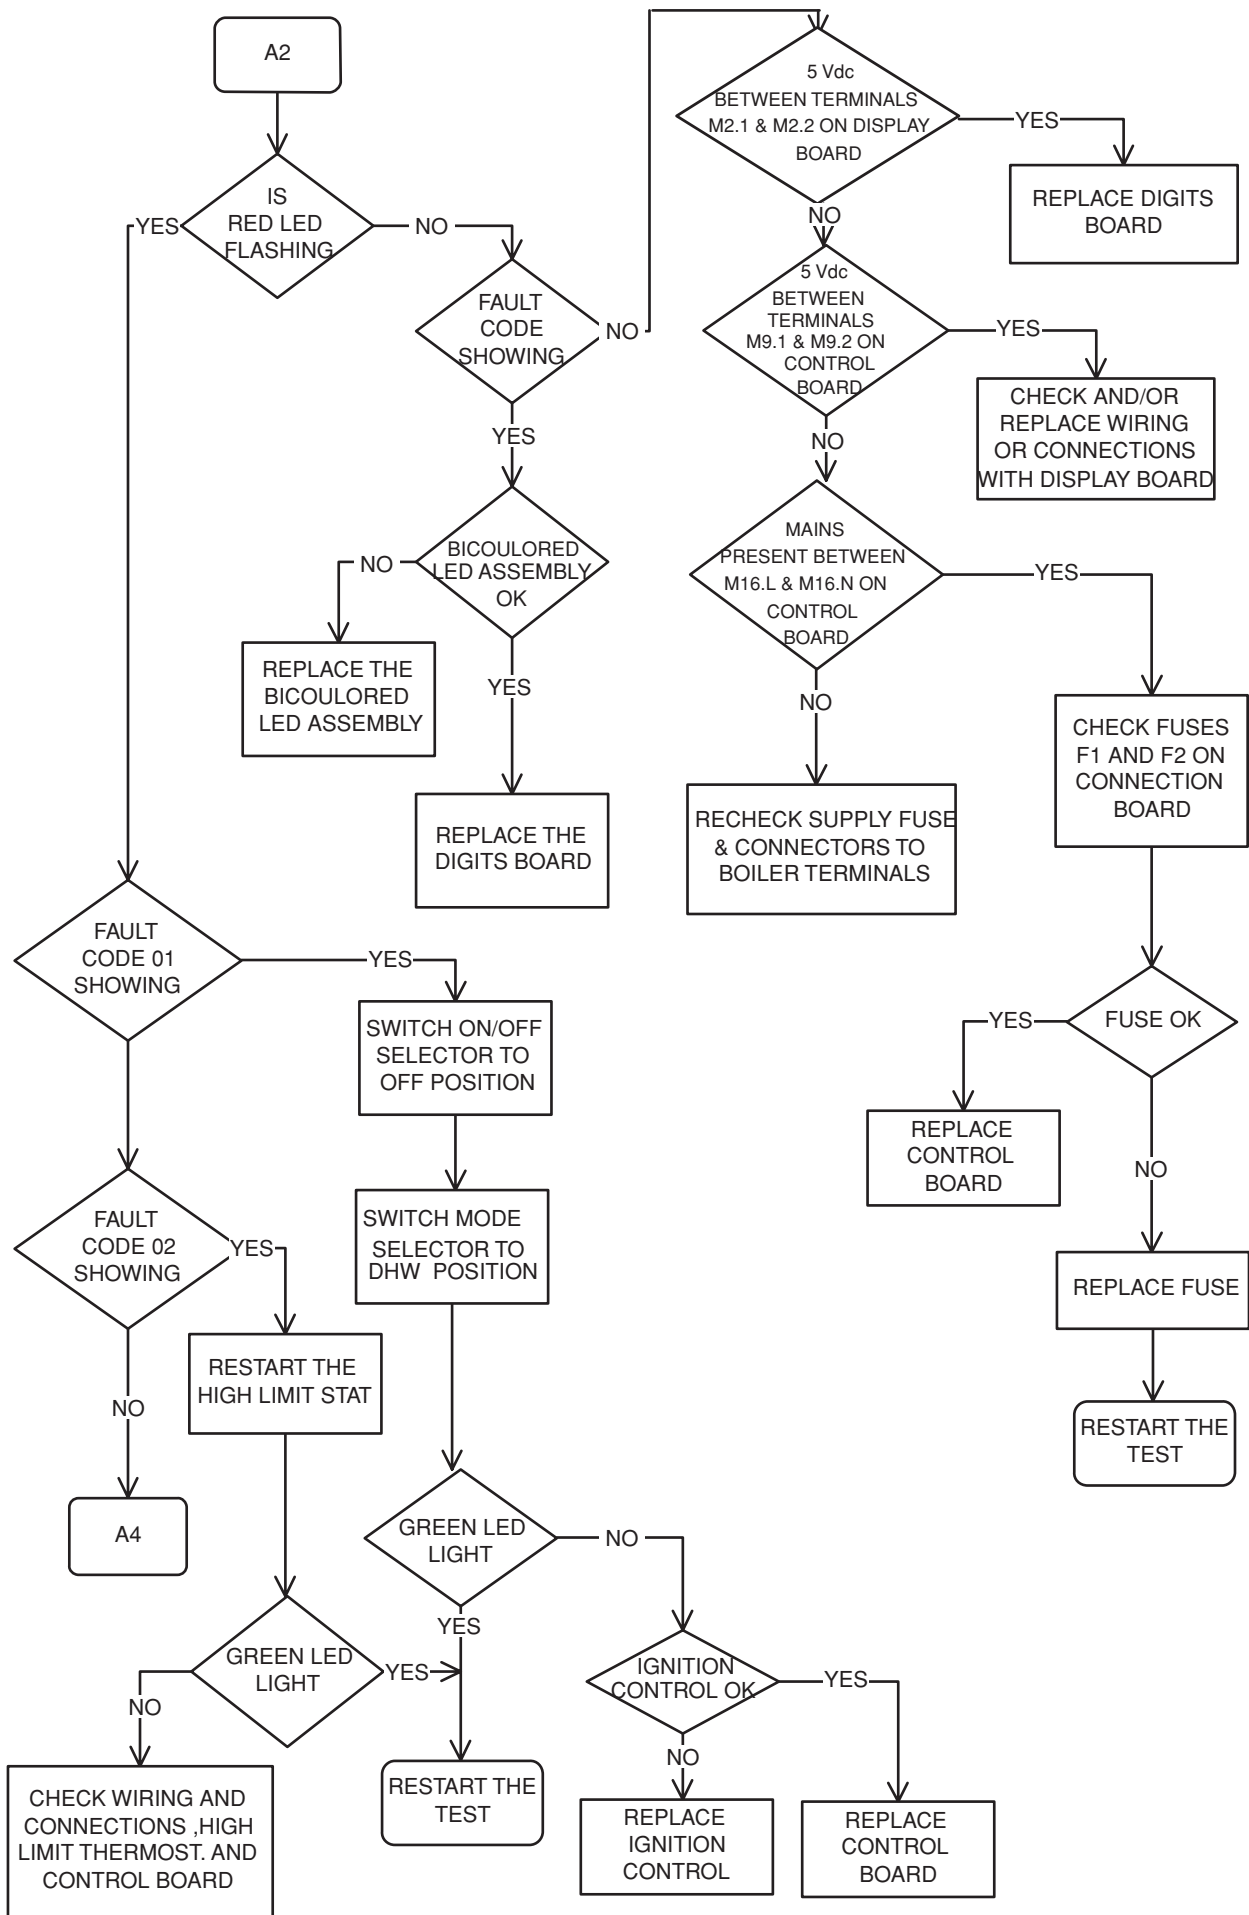 A2
IS
RED LED
FLASHING
YES
NO
FAULT
CODE
SHOWING
NO
YES
BICOULORED
LED ASSEMBLY
OK
NO
REPLACE THE
BICOULORED
LED ASSEMBLY
YES
REPLACE THE
DIGITS BOARD
5 Vdc
BETWEEN TERMINALS
M2.1 & M2.2 ON DISPLAY
BOARD
YES
REPLACE DIGITS
BOARD
NO
5 Vdc
BETWEEN
TERMINALS
M9.1 & M9.2 ON
CONTROL
BOARD
YES
CHECK AND/OR
REPLACE WIRING
OR CONNECTIONS
WITH DISPLAY BOARD
NO
MAINS
PRESENT BETWEEN
M16.L & M16.N ON
CONTROL
BOARD
YES
NO
RECHECK SUPPLY FUSE
& CONNECTORS TO
BOILER TERMINALS
CHECK FUSES
F1 AND F2 ON
CONNECTION
BOARD
FUSE OK
YES
REPLACE
CONTROL
BOARD
NO
REPLACE FUSE
RESTART THE
TEST
FAULT
CODE 01
SHOWING
YES
SWITCH ON/OFF
SELECTOR TO
OFF POSITION
SWITCH MODE
SELECTOR TO
DHW POSITION
FAULT
CODE 02
SHOWING
YES
RESTART THE
HIGH LIMIT STAT
NO
A4
GREEN LED
LIGHT
NO
YES
GREEN LED
LIGHT
YES
NO
CHECK WIRING AND
CONNECTIONS ,HIGH
LIMIT THERMOST. AND
CONTROL BOARD
RESTART THE
TEST
IGNITION
CONTROL OK
YES
NO
REPLACE
IGNITION
CONTROL
REPLACE
CONTROL
BOARD